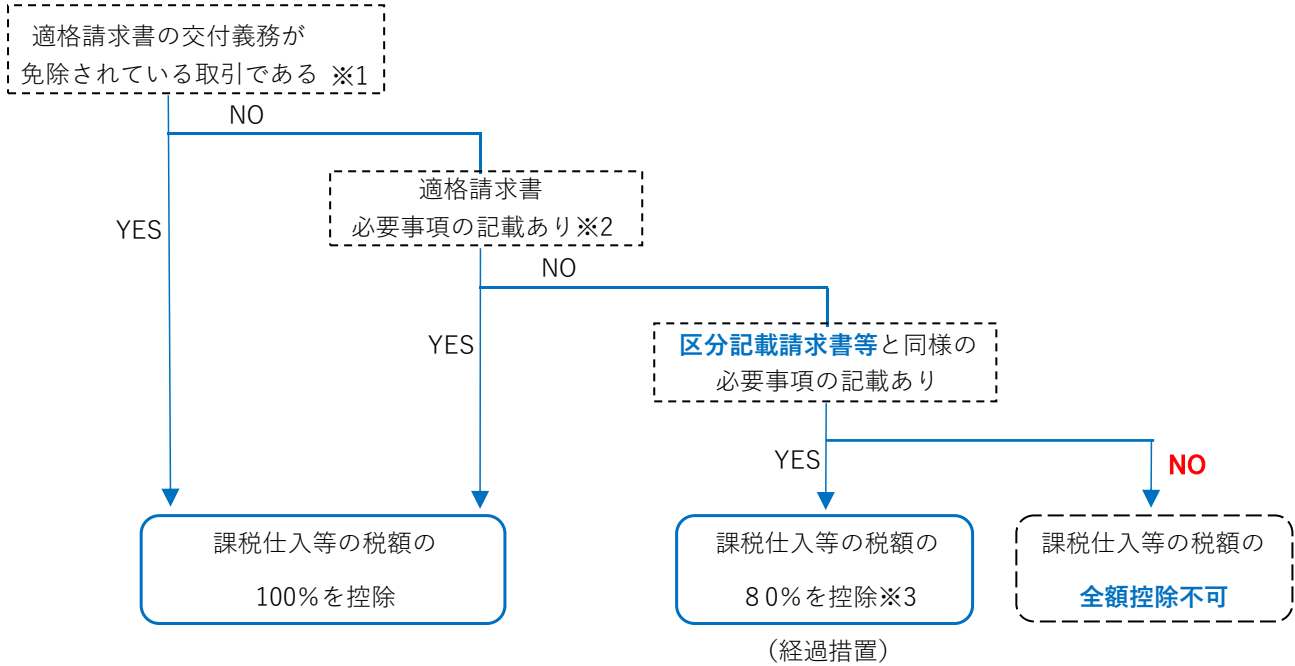 適格請求書の交付義務が
免除されている取引である ※1
NO
適格請求書
必要事項の記載あり※2
YES
NO
YES
区分記載請求書等と同様の
必要事項の記載あり
YES
NO
課税仕入等の税額の
100%を控除
課税仕入等の税額の
８0%を控除※3
（経過措置）
課税仕入等の税額の
全額控除不可